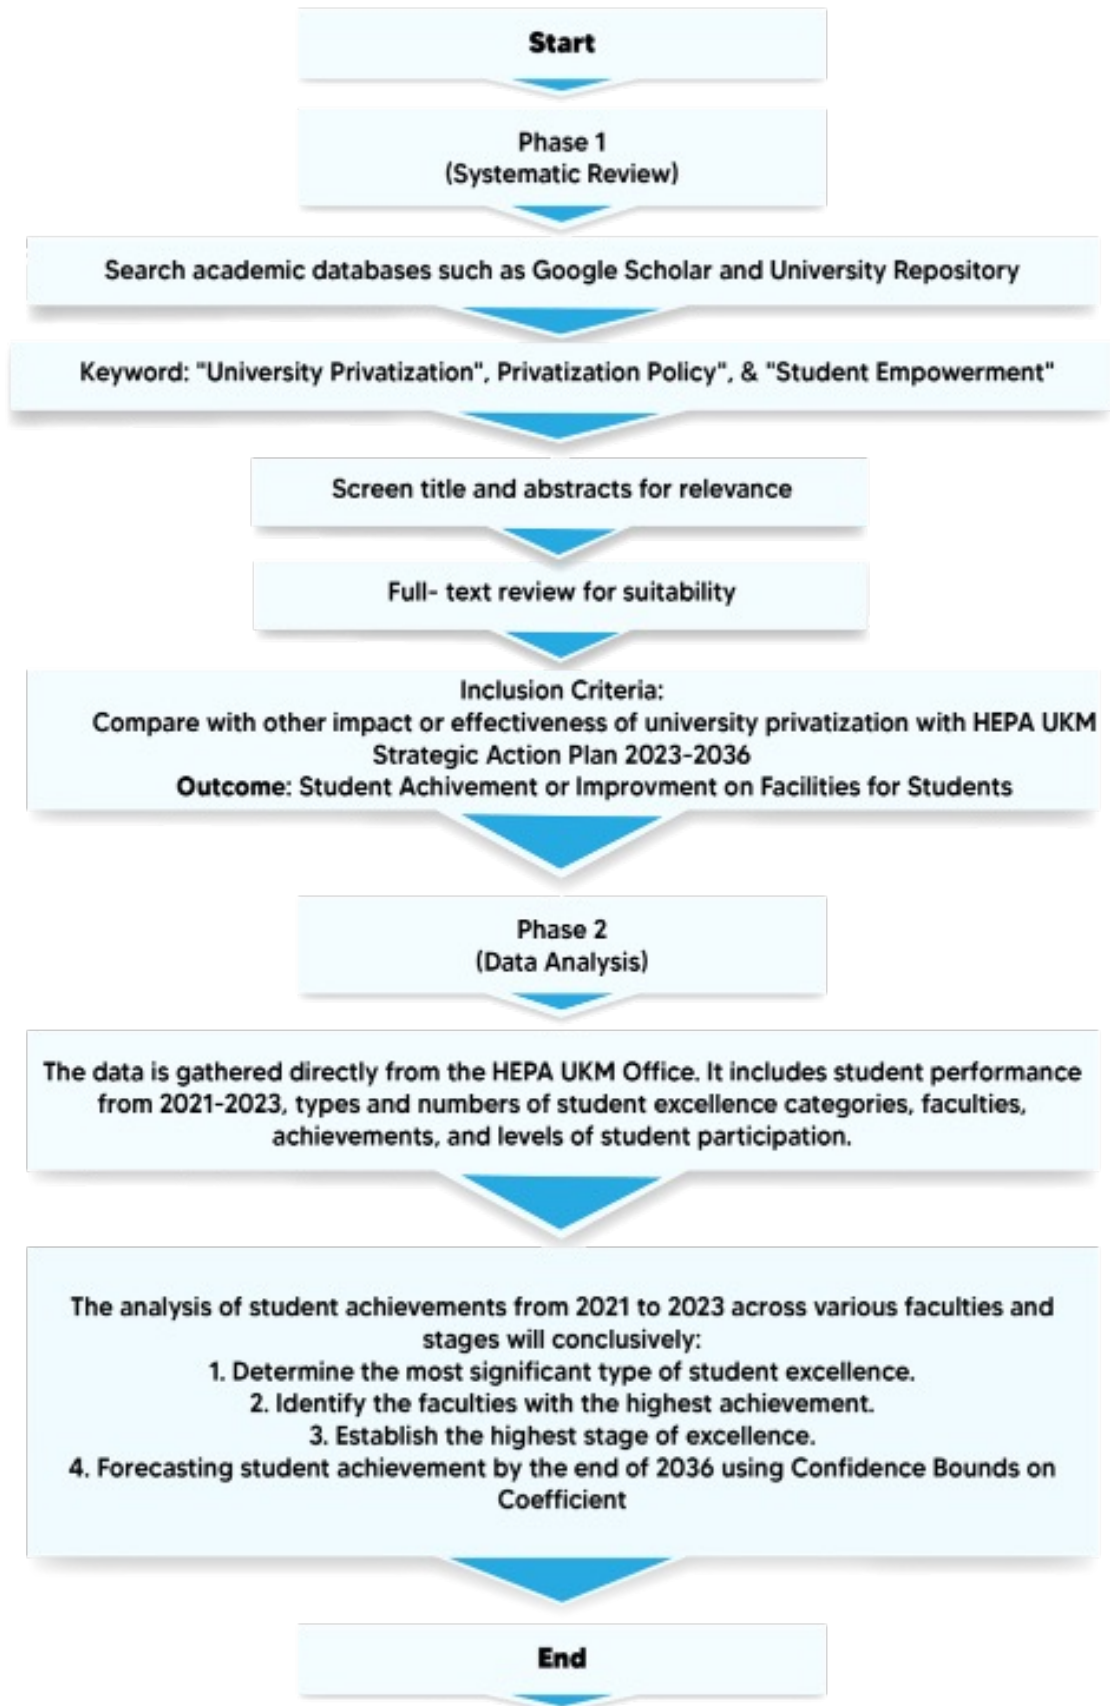 Start
Phase 1
(Systematic Review)
Search academic databases such as Google Scholar and University Repository
Keyword: "University Privatization", Privatization Policy", & "Student Empowerment"
Screen title and abstracts for relevance
Full- text review for suitability
Inclusion Criteria:
Compare with other impact or effectiveness of university privatization with HEPA UKM
Strategic Action Plan 2023-2036
Outcome: Student Achivement or Improvment on Facilities for Students
Phase 2
(Data Analysis)
The data is gathered directly from the HEPA UKM Office. It includes student performance
from 2021-2023, types and numbers of student excellence categories, faculties,
achievements, and levels of student participation.
The analysis of student achievements from 2021 to 2023 across various faculties and
stages will conclusively:
1. Determine the most significant type of student excellence.
2. Identify the faculties with the highest achievement.
3. Establish the highest stage of excellence.
4. Forecasting student achievement by the end of 2036 using Confidence Bounds on
Coefficient
End